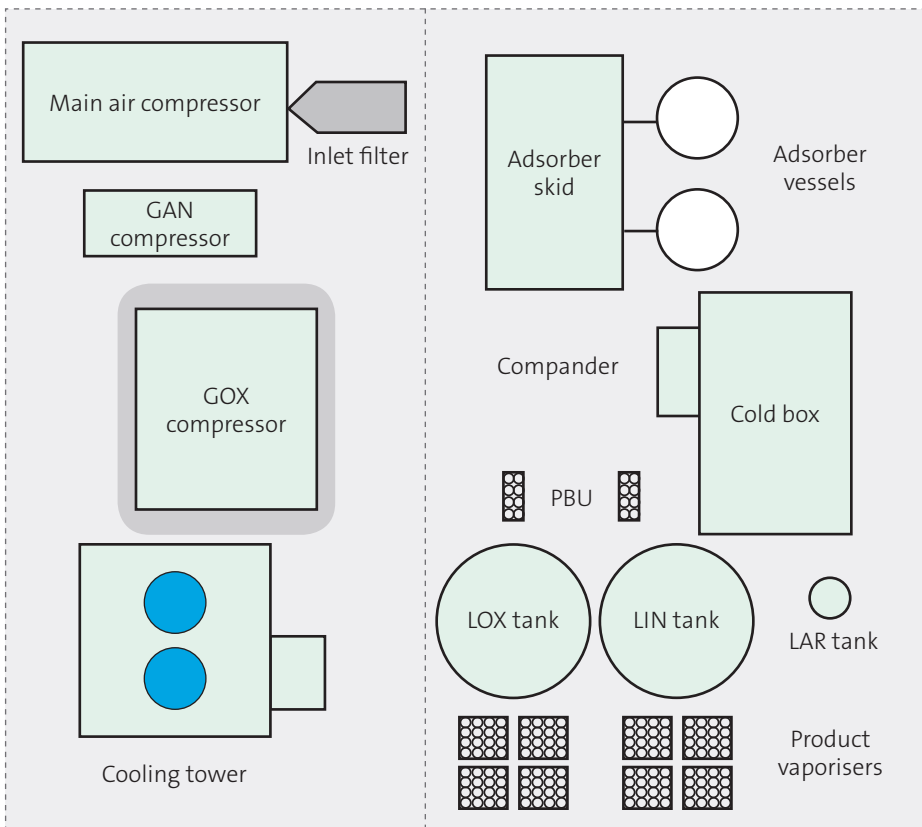 Main air compressor
Inlet filter
GAN
compressor
GOX
compressor
Cooling tower
Adsorber
skid
Adsorber
vessels
Compander
Cold box
PBU
LOX tank
LIN tank
LAR tank
Product
vaporisers